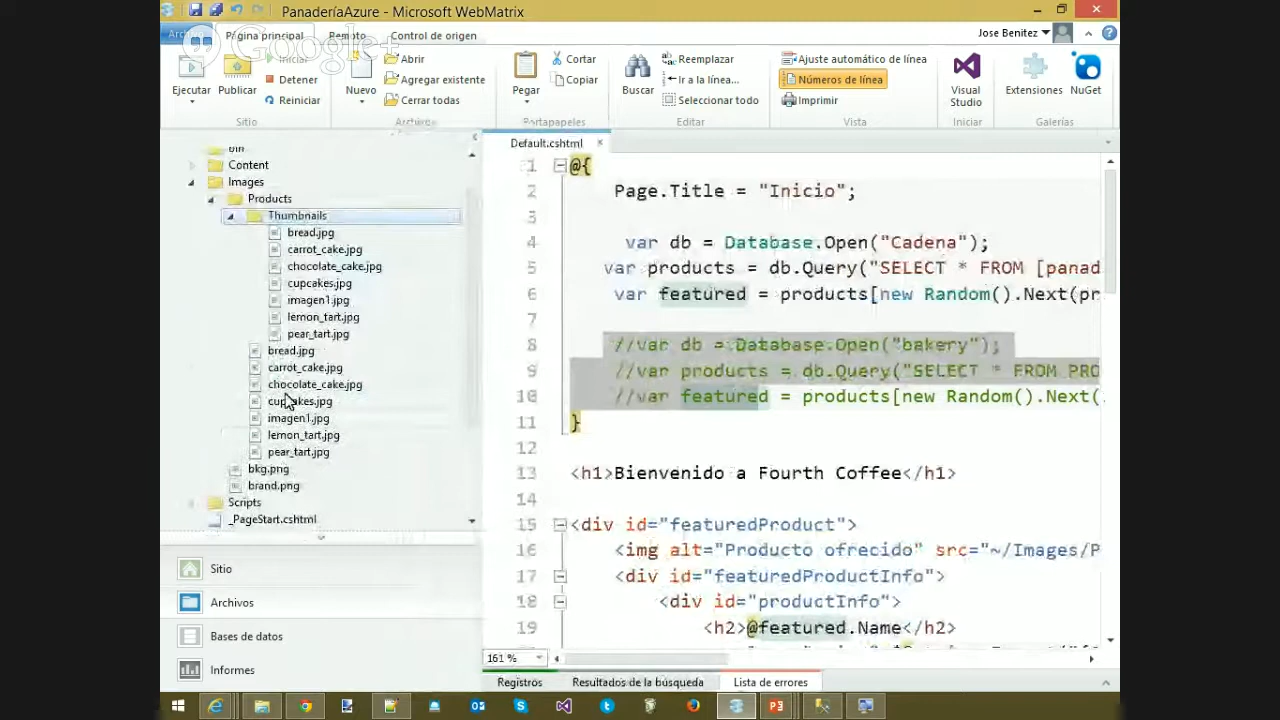 PanaderíaAzure - Microsoft WebMatrix
Archivo
Página principal
Remoto
Control de origen
Jose Benitez
Google+
Iniciar
Ejecutar
Publicar
Detener
Reiniciar
Sitio
Nuevo
Abrir
Agregar existente
Cerrar todas
Archivos
Pegar
Cortar
Copiar
Portapapeles
Buscar
Reemplazar
Ir a la línea...
Seleccionar todo
Editar
Ajuste automático de línea
Números de línea
Imprimir
Vista
Visual Studio
Iniciar
Extensiones
NuGet
Galerías
bin
Content
Images
Products
Thumbnails
bread.jpg
carrot_cake.jpg
chocolate_cake.jpg
cupcakes.jpg
imagen1.jpg
lemon_tart.jpg
pear_tart.jpg
bread.jpg
carrot_cake.jpg
chocolate_cake.jpg
cupcakes.jpg
imagen1.jpg
lemon_tart.jpg
pear_tart.jpg
bkg.png
brand.png
Scripts
_PageStart.cshtml
Sitio
Archivos
Bases de datos
Informes
Default.cshtml
1 @{
2 Page.Title = "Inicio";
3
4 var db = Database.Open("Cadena");
5 var products = db.Query("SELECT * FROM [panad
6 var featured = products[new Random().Next(pr
7
8 //var db = Database.Open("bakery");
9 //var products = db.Query("SELECT * FROM PRO
10 //var featured = products[new Random().Next(
11 }
12
13 <h1>Bienvenido a Fourth Coffee</h1>
14
15 <div id="featuredProduct">
16 <img alt="Producto ofrecido" src="~/Images/P
17 <div id="featuredProductInfo">
18 <div id="productInfo">
19 <h2>@featured.Name</h2>
161 %
Registros
Resultados de la búsqueda
Lista de errores